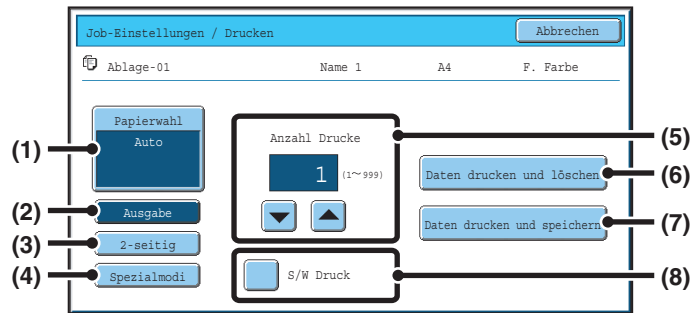 Job-Einstellungen / Drucken
Abbrechen
Ablage-01 Name 1 A4 F. Farbe
Papierwahl
Auto
Anzahl Drucke
1 (1~999)
Ausgabe
2-seitig
Spezialmodi
Daten drucken und löschen
Daten drucken und speichern
S/W Druck
(1)
(2)
(3)
(4)
(5)
(6)
(7)
(8)